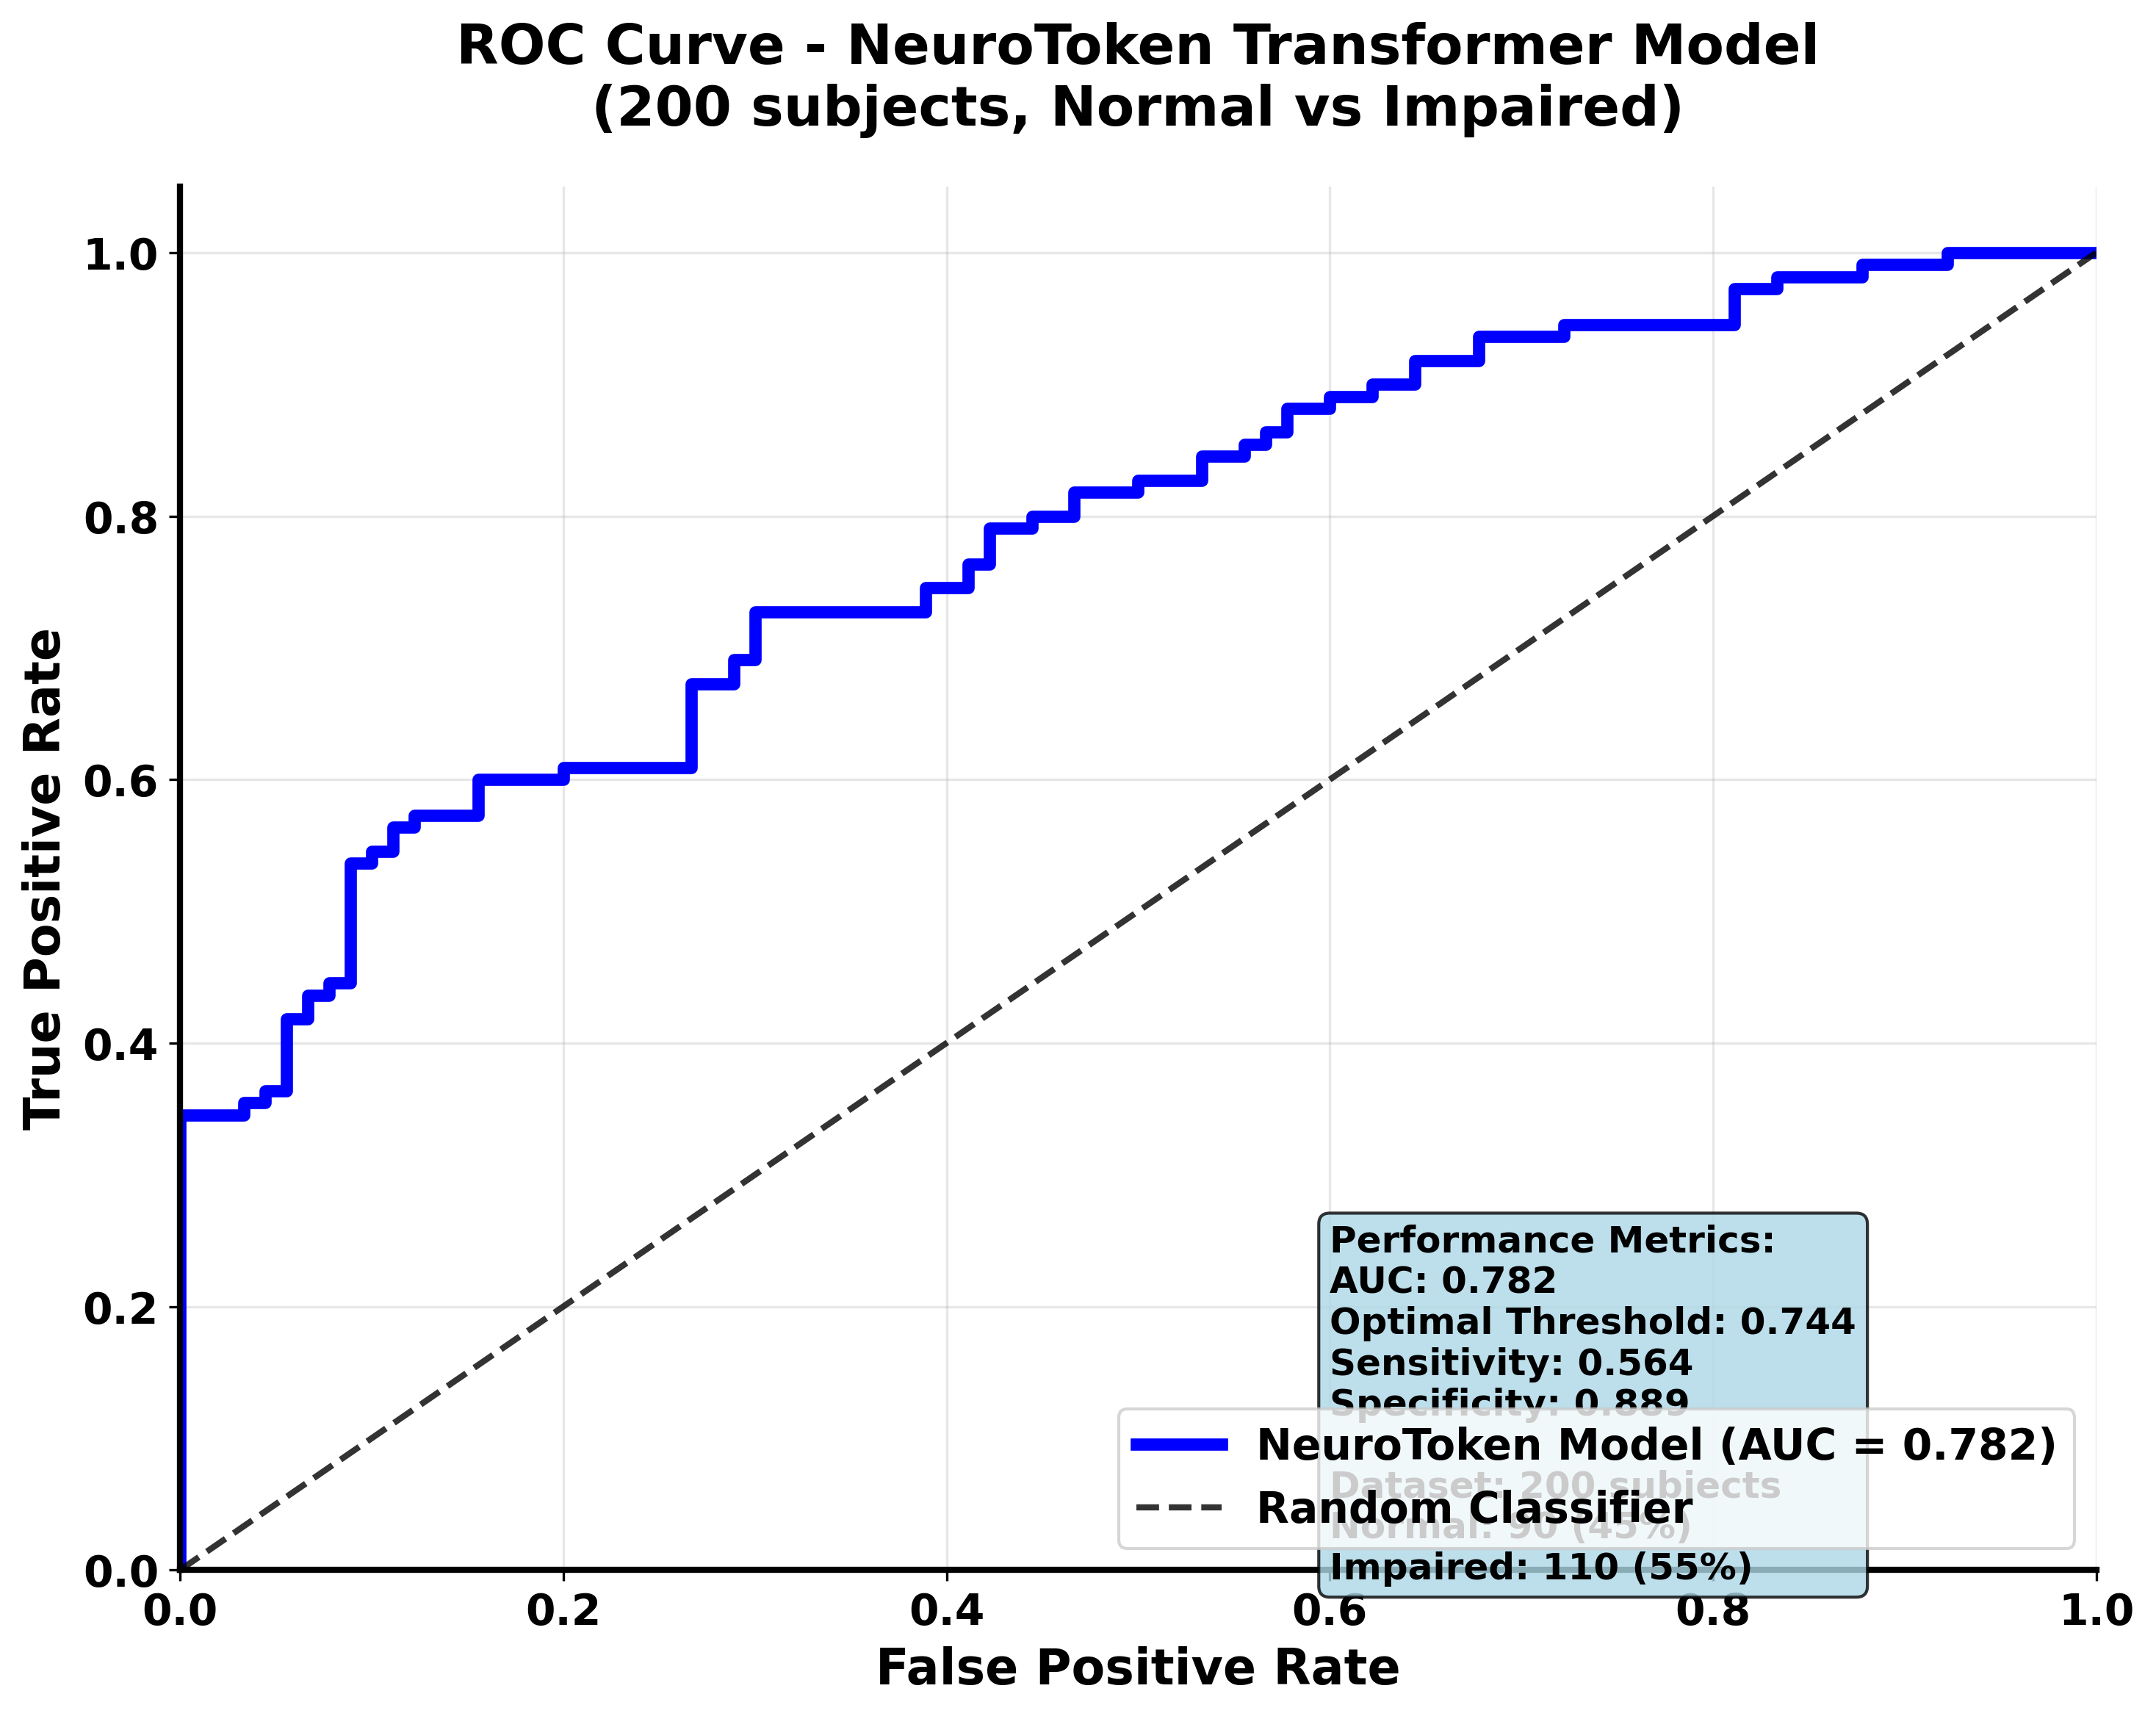 ROC Curve - NeuroToken Transformer Model
(200 subjects, Normal vs Impaired)
True Positive Rate
1.0
0.8
0.6
0.4
0.2
0.0
Performance Metrics:
AUC: 0.782
Optimal Threshold: 0.744
Sensitivity: 0.564
Specificity: 0.889
NeuroToken Model (AUC = 0.782)
Dataset: 200 subjects
Random Classifier
Normal: 90 (45%)
Impaired: 110 (55%)
0.0 0.2 0.4 0.6 0.8 1.0
False Positive Rate